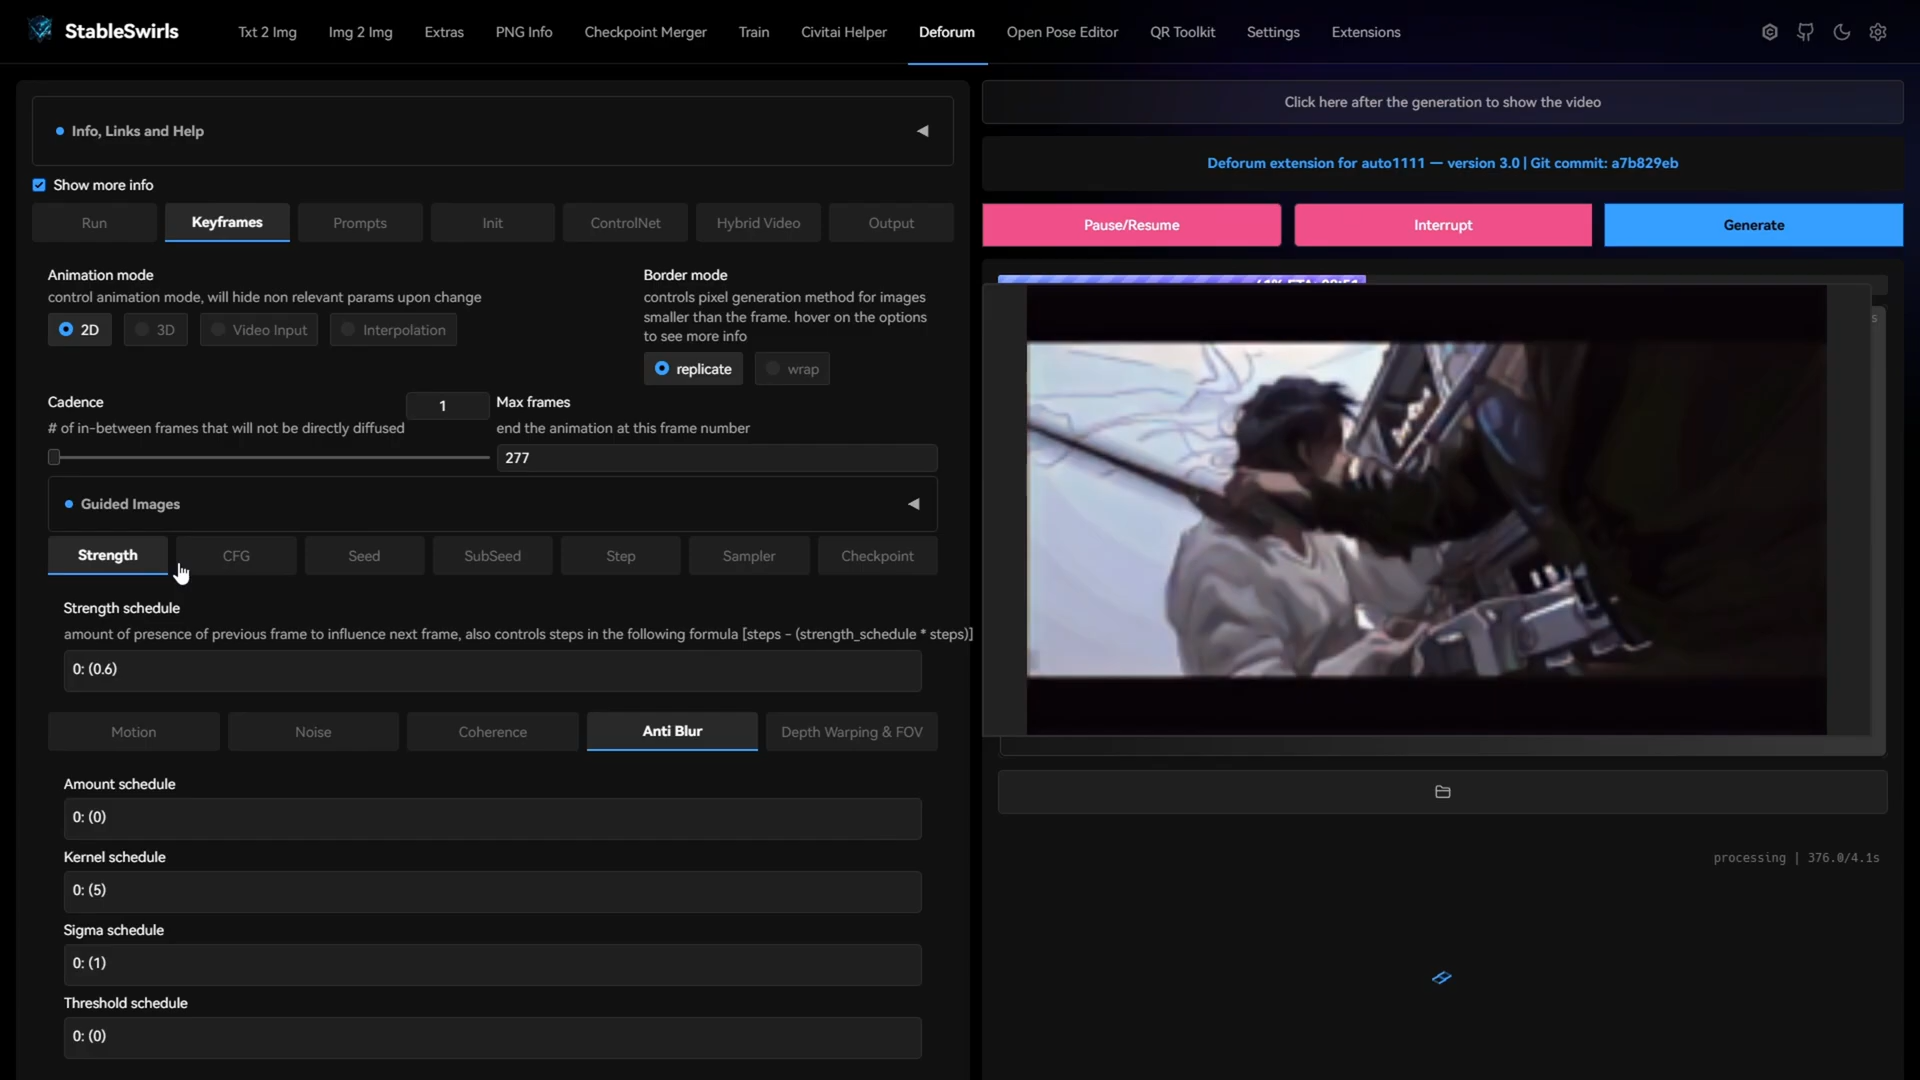 StableSwirls
Txt 2 Img
Img 2 Img
Extras
PNG Info
Checkpoint Merger
Train
Civitai Helper
Deforum
Open Pose Editor
QR Toolkit
Settings
Extensions
Info, Links and Help
Show more info
Run
Keyframes
Prompts
Init
ControlNet
Hybrid Video
Output
Animation mode
control animation mode, will hide non relevant params upon change
2D
3D
Video Input
Interpolation
Border mode
controls pixel generation method for images
smaller than the frame. hover on the options
to see more info
replicate
wrap
Cadence
1
# of in-between frames that will not be directly diffused
Max frames
end the animation at this frame number
277
Guided Images
Strength
CFG
Seed
SubSeed
Step
Sampler
Checkpoint
Strength schedule
amount of presence of previous frame to influence next frame, also controls steps in the following formula [steps - (strength_schedule * steps)]
0: (0.6)
Motion
Noise
Coherence
Anti Blur
Depth Warping & FOV
Amount schedule
0: (0)
Kernel schedule
0: (5)
Sigma schedule
0: (1)
Threshold schedule
0: (0)
Click here after the generation to show the video
Deforum extension for auto1111 — version 3.0 | Git commit: a7b829eb
Pause/Resume
Interrupt
Generate
s
processing | 376.0/4.1s